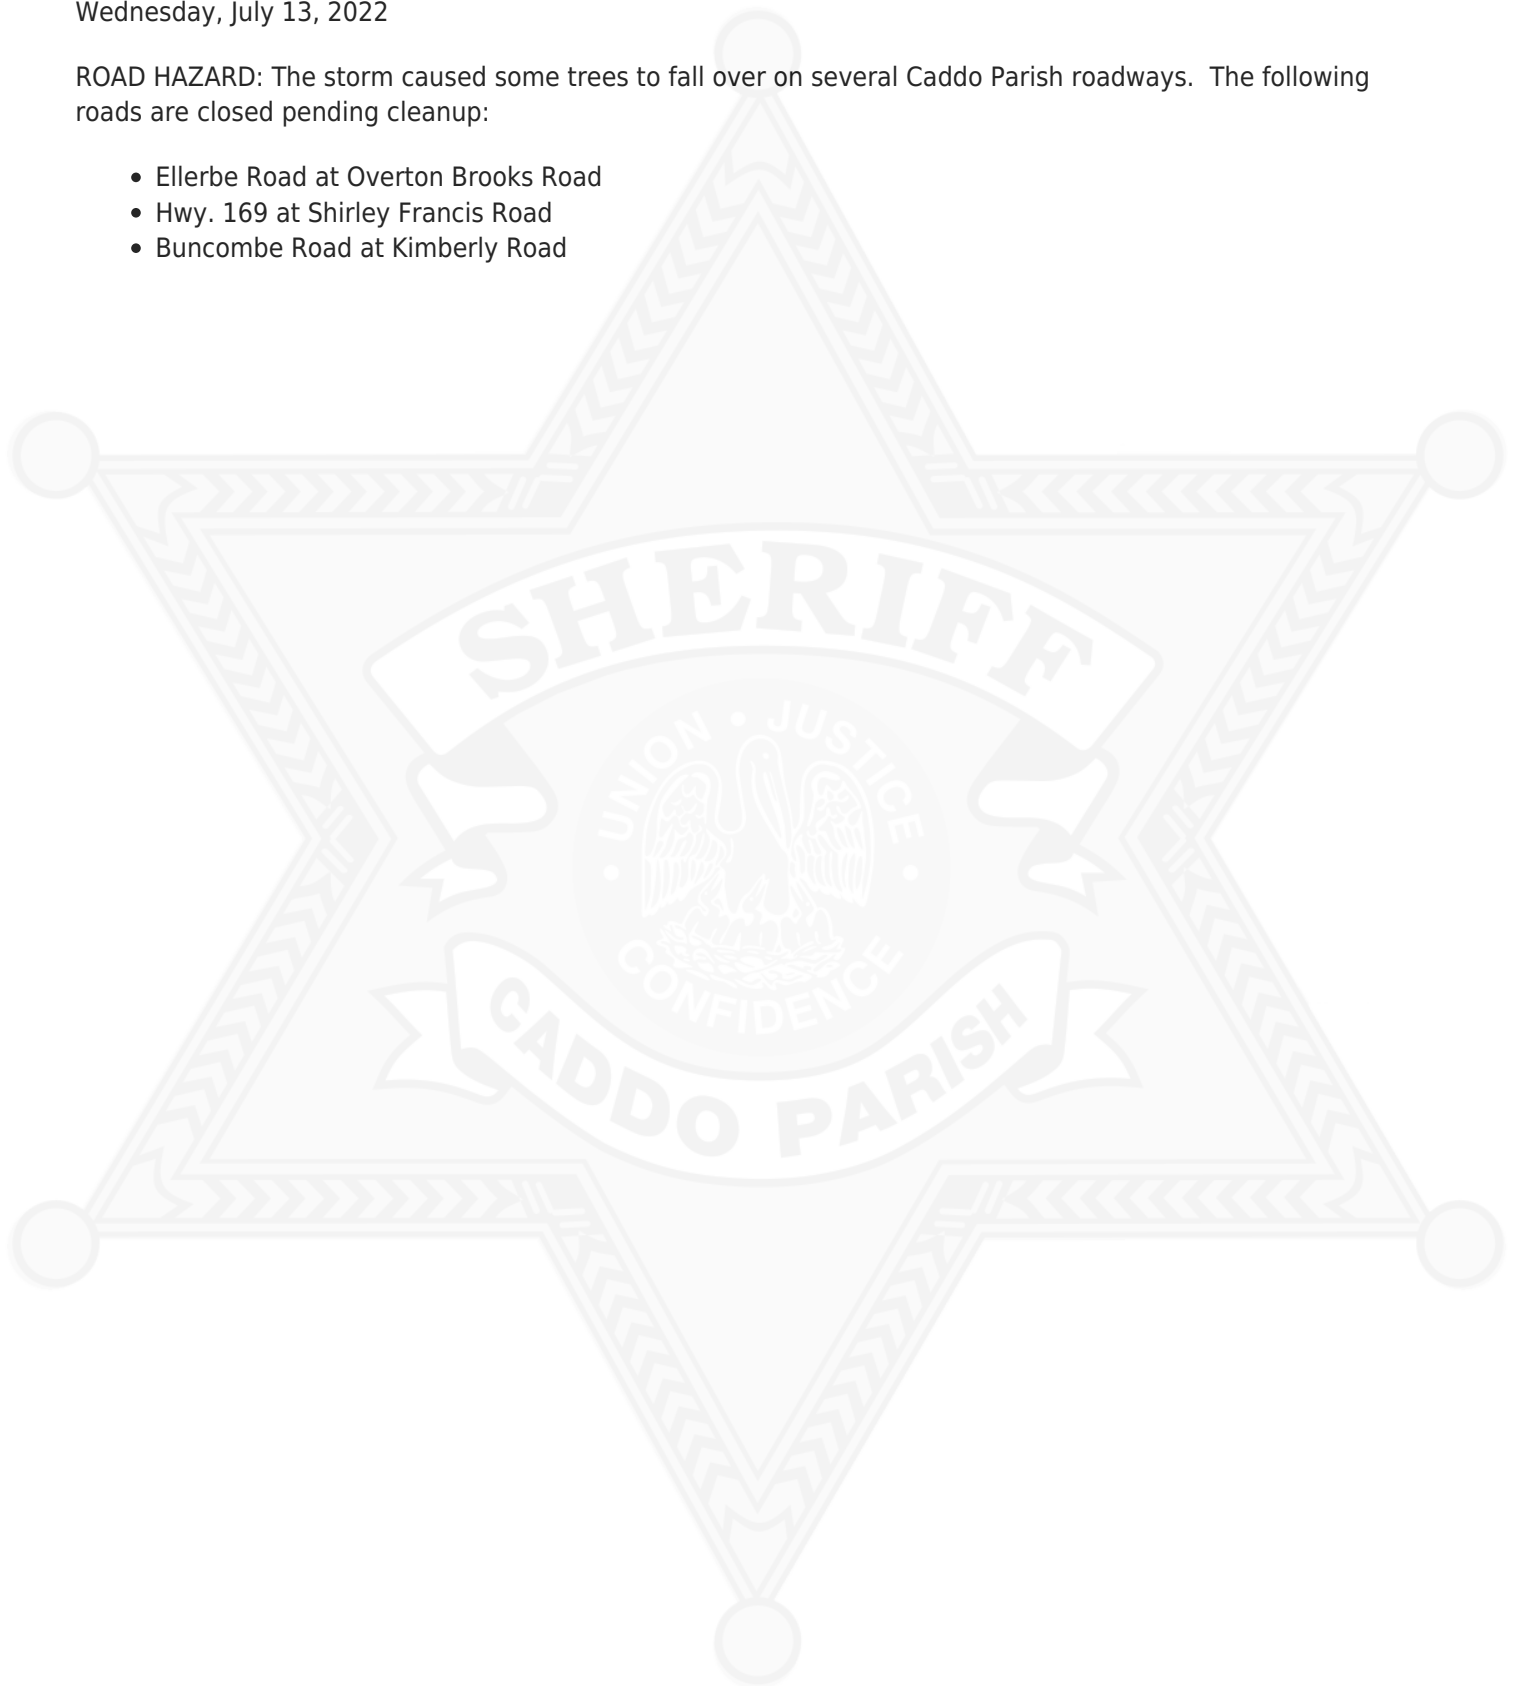 Wednesday, July 13, 2022
ROAD HAZARD: The storm caused some trees to fall over on several Caddo Parish roadways.  The following
roads are closed pending cleanup:
• Ellerbe Road at Overton Brooks Road
• Hwy. 169 at Shirley Francis Road
• Buncombe Road at Kimberly Road
SHERIFF
UNION • JUSTICE
• CONFIDENCE •
CADDO PARISH